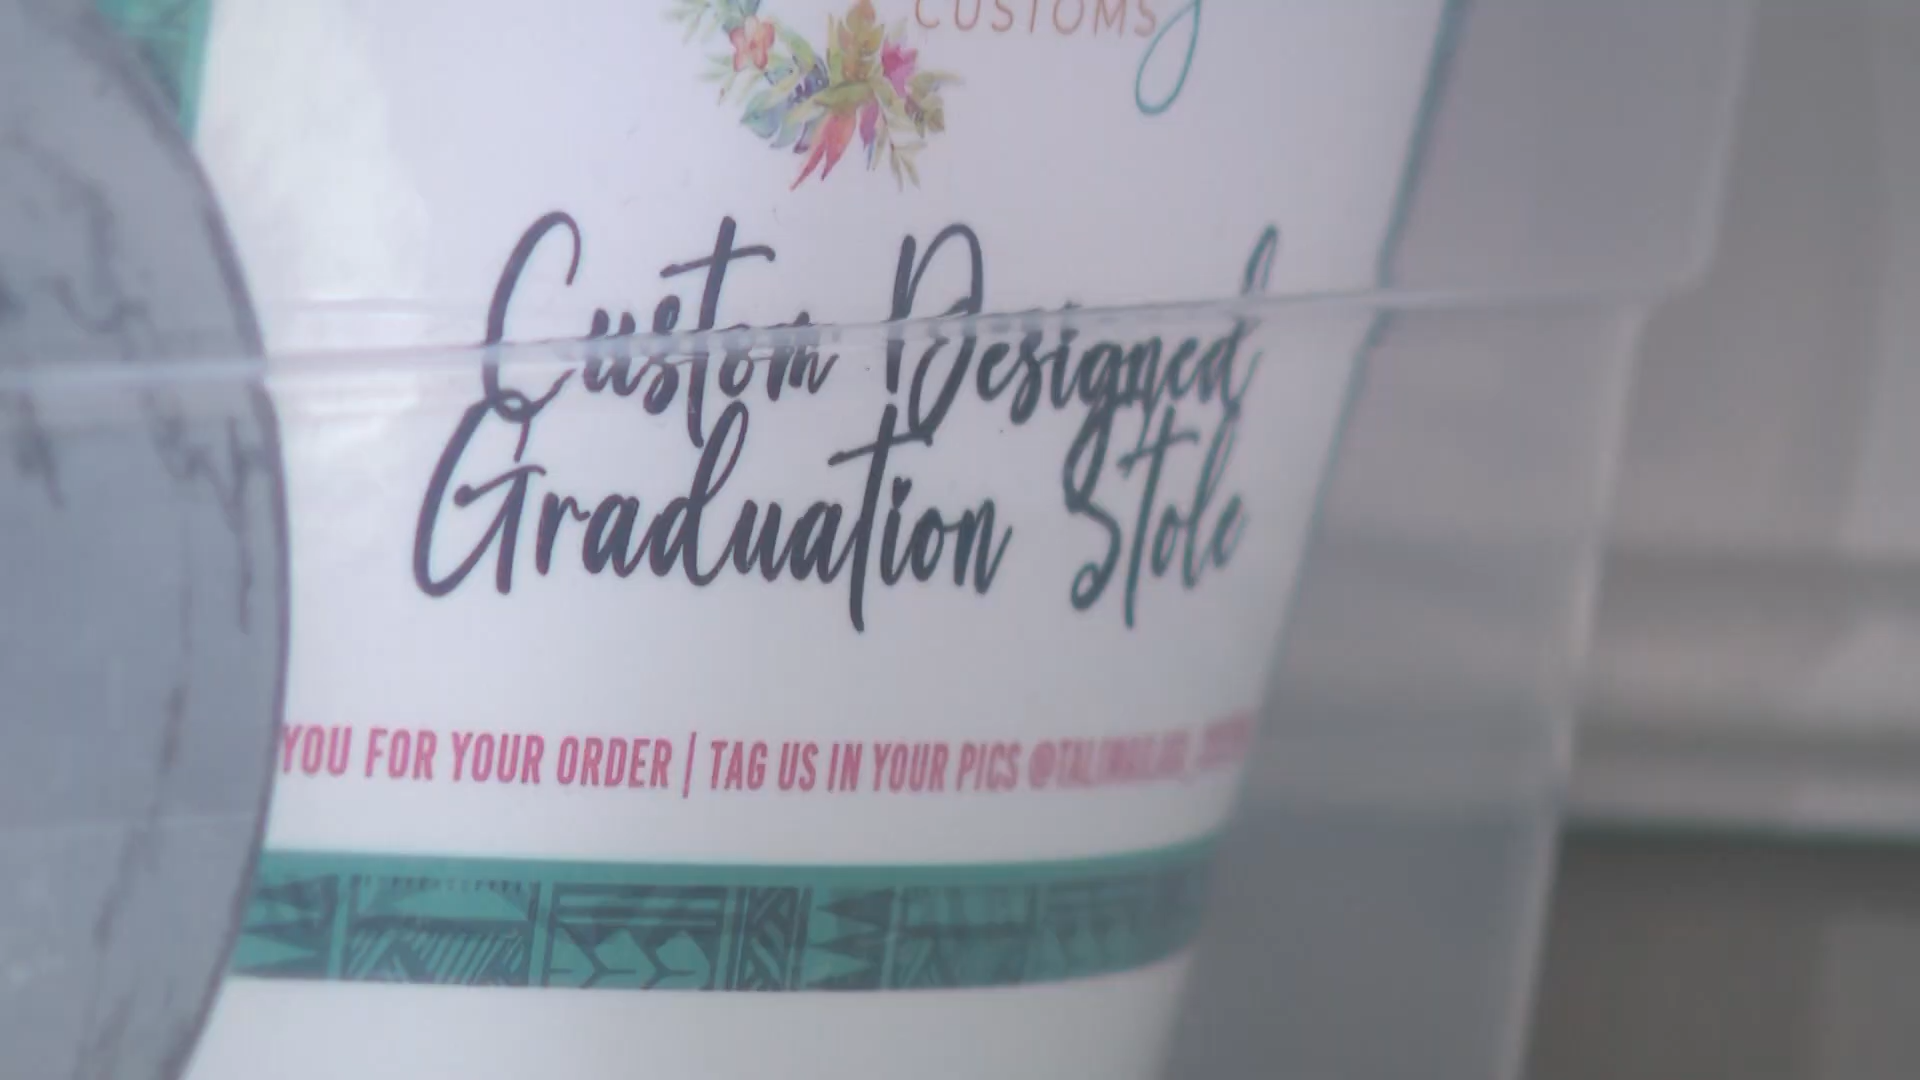 CUSTOMS
Custom Designed
Graduation Stole
YOU FOR YOUR ORDER | TAG US IN YOUR PICS